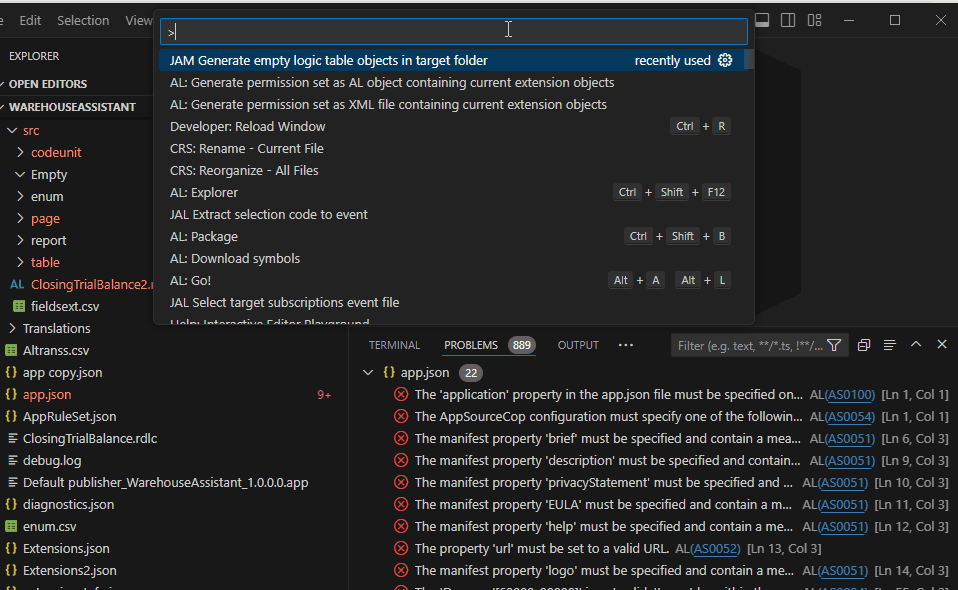 Edit Selection View
>
JAM Generate empty logic table objects in target folder recently used
AL: Generate permission set as AL object containing current extension objects
AL: Generate permission set as XML file containing current extension objects
Developer: Reload Window Ctrl + R
CRS: Rename - Current File
CRS: Reorganize - All Files
AL: Explorer Ctrl + Shift + F12
JAL Extract selection code to event
AL: Package Ctrl + Shift + B
AL: Download symbols
AL: Go! Alt + A Alt + L
JAL Select target subscriptions event file
Help: Interactive Editor Playground
EXPLORER
OPEN EDITORS
WAREHOUSEASSISTANT
src
codeunit
Empty
enum
page
report
table
AL ClosingTrialBalance2.
fieldsext.csv
Translations
Altranss.csv
{} app copy.json
{} app.json 9+
{} AppRuleSet.json
ClosingTrialBalance.rdlc
debug.log
Default publisher_WarehouseAssistant_1.0.0.0.app
{} diagnostics.json
enum.csv
{} Extensions.json
{} Extensions2.json
TERMINAL PROBLEMS 889 OUTPUT ... Filter (e.g. text, **/*.ts, !**/...
{} app.json 22
The 'application' property in the app.json file must be specified on... AL(AS0100) [Ln 1, Col 1]
The AppSourceCop configuration must specify one of the followin... AL(AS0054) [Ln 1, Col 1]
The manifest property 'brief' must be specified and contain a mea... AL(AS0051) [Ln 6, Col 3]
The manifest property 'description' must be specified and contain... AL(AS0051) [Ln 9, Col 3]
The manifest property 'privacyStatement' must be specified and ... AL(AS0051) [Ln 10, Col 3]
The manifest property 'EULA' must be specified and contain a m... AL(AS0051) [Ln 11, Col 3]
The manifest property 'help' must be specified and contain a me... AL(AS0051) [Ln 12, Col 3]
The property 'url' must be set to a valid URL. AL(AS0052) [Ln 13, Col 3]
The manifest property 'logo' must be specified and contain a me... AL(AS0051) [Ln 14, Col 3]